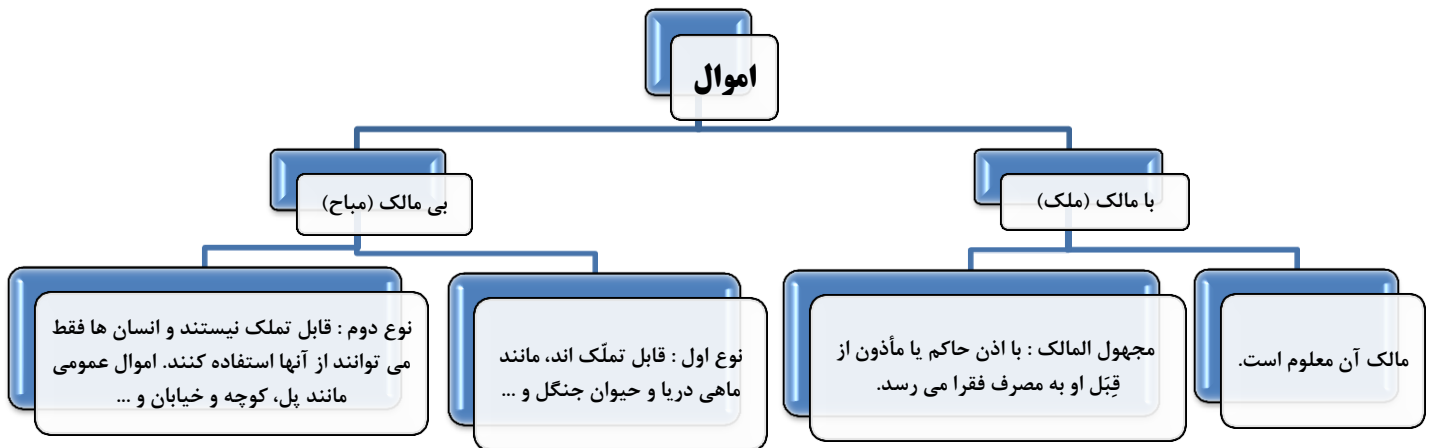 اموال
با مالک (ملک)
بی مالک (مباح)
مالک آن معلوم است.
مجهول المالک : با اذن حاکم یا مأذون از
قِبَل او به مصرف فقرا می رسد.
نوع اول : قابل تملّک اند، مانند
ماهی دریا و حیوان جنگل و ...
نوع دوم : قابل تملک نیستند و انسان ها فقط
می توانند از آنها استفاده کنند. اموال عمومی
مانند پل، کوچه و خیابان و ...